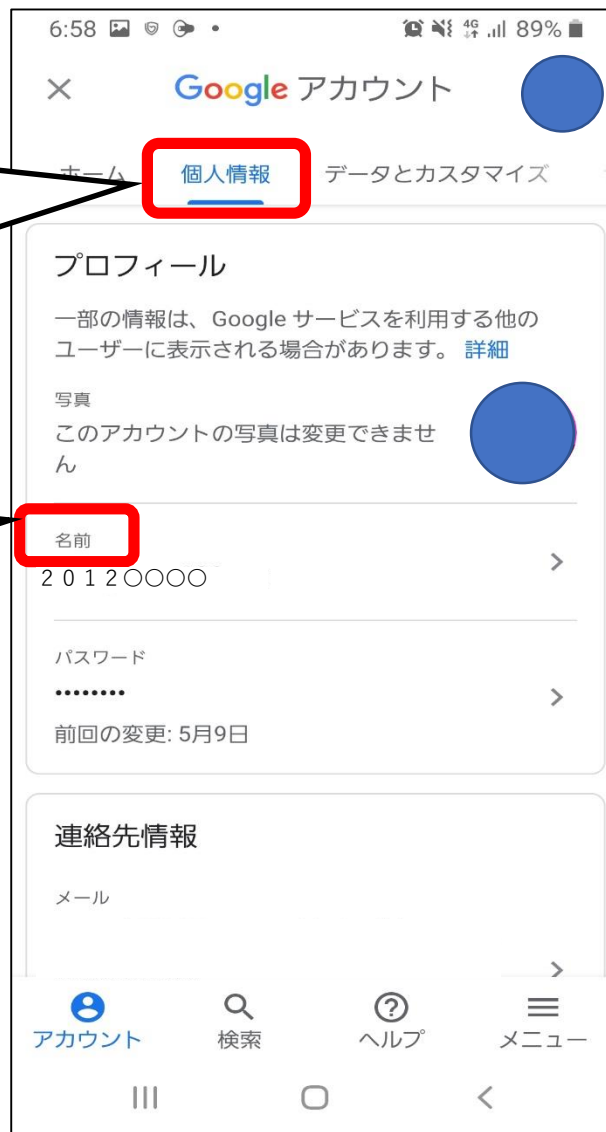 6:58
4G 89%
Google アカウント
ホーム 個人情報 データとカスタマイズ
プロフィール
一部の情報は、Google サービスを利用する他の
ユーザーに表示される場合があります。 詳細
写真
このアカウントの写真は変更できませ
ん
名前
２０１２〇〇〇〇
パスワード
••••••••
前回の変更: 5月9日
連絡先情報
メール
アカウント 検索 ヘルプ メニュー